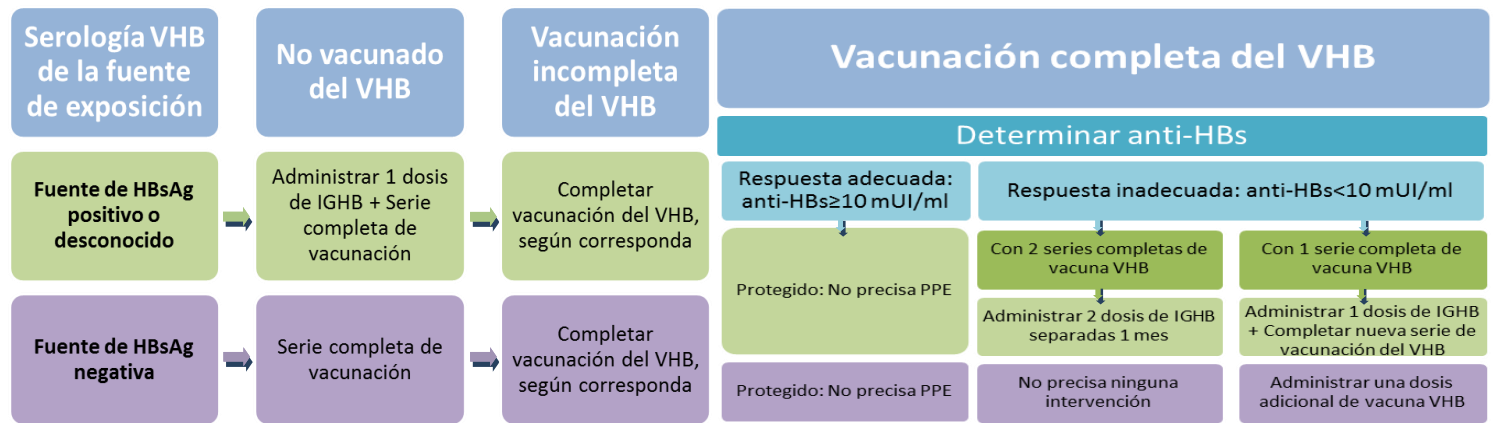 Serología VHB
de la fuente
de exposición
No vacunado
del VHB
Vacunación
incompleta
del VHB
Vacunación completa del VHB
Determinar anti-HBs
Respuesta adecuada:
anti-HBs≥10 mUI/ml
Respuesta inadecuada: anti-HBs<10 mUI/ml
Fuente de HBsAg
positivo o
desconocido
Administrar 1 dosis
de IGHB + Serie
completa de
vacunación
Completar
vacunación del VHB,
según corresponda
Protegido: No precisa PPE
Con 2 series completas de
vacuna VHB
Administrar 2 dosis de IGHB
separadas 1 mes
Con 1 serie completa de
vacuna VHB
Administrar 1 dosis de IGHB
+ Completar nueva serie de
vacunación del VHB
Fuente de HBsAg
negativa
Serie completa de
vacunación
Completar
vacunación del VHB,
según corresponda
Protegido: No precisa PPE
No precisa ninguna
intervención
Administrar una dosis
adicional de vacuna VHB